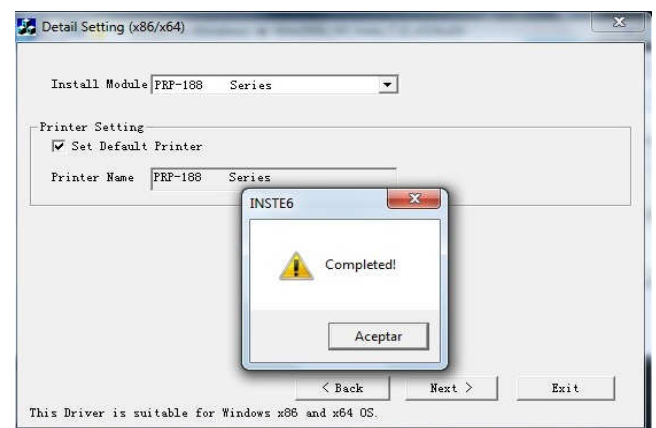 Detail Setting (x86/x64)
Install Module PRP-188 Series
Printer Setting
Set Default Printer
Printer Name PRP-188 Series
INSTE6
Completed!
Aceptar
< Back Next > Exit
This Driver is suitable for Windows x86 and x64 OS.